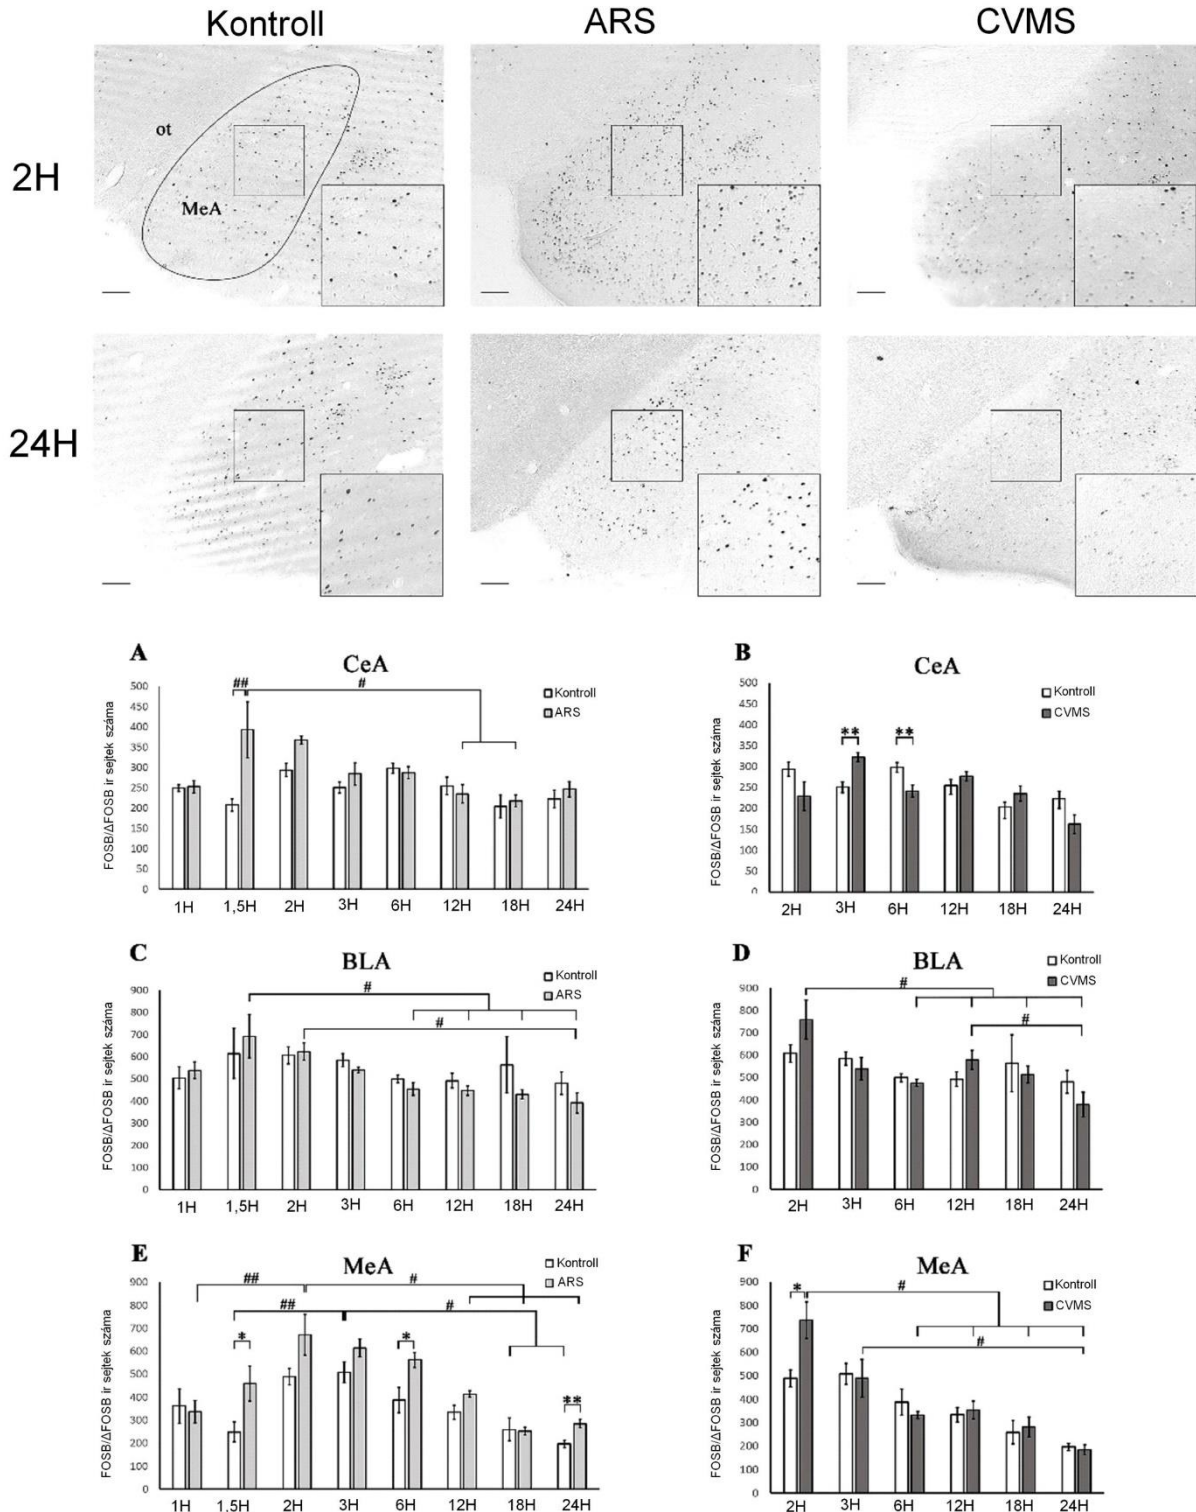 Kontroll ARS CVMS
2H
ot
MeA
24H
A
CeA
## #
Kontroll
ARS
FOSB/ΔFOSB ir sejtek száma
500
450
400
350
300
250
200
150
100
50
0
1H 1,5H 2H 3H 6H 12H 18H 24H
B
CeA
** **
Kontroll
CVMS
FOSB/ΔFOSB ir sejtek száma
500
450
400
350
300
250
200
150
100
50
0
2H 3H 6H 12H 18H 24H
C
BLA
#
#
Kontroll
ARS
FOSB/ΔFOSB ir sejtek száma
900
800
700
600
500
400
300
200
100
0
1H 1,5H 2H 3H 6H 12H 18H 24H
D
BLA
#
#
Kontroll
CVMS
FOSB/ΔFOSB ir sejtek száma
900
800
700
600
500
400
300
200
100
0
2H 3H 6H 12H 18H 24H
E
MeA
## #
## #
* *
**
Kontroll
ARS
FOSB/ΔFOSB ir sejtek száma
900
800
700
600
500
400
300
200
100
0
1H 1,5H 2H 3H 6H 12H 18H 24H
F
MeA
* #
#
Kontroll
CVMS
FOSB/ΔFOSB ir sejtek száma
900
800
700
600
500
400
300
200
100
0
2H 3H 6H 12H 18H 24H